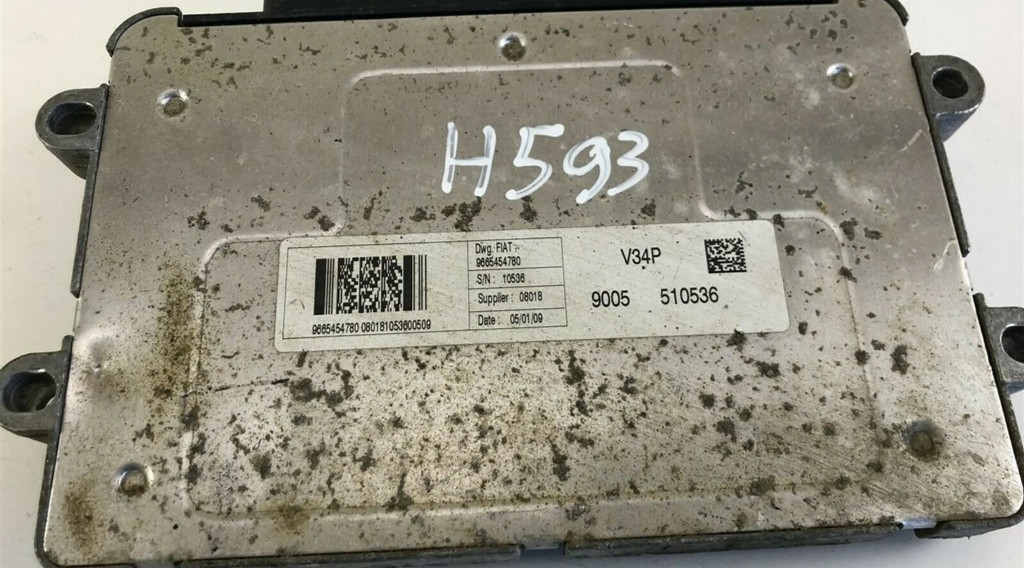 H593
Dwg. FIAT :-
9665454780
S/N : 10536
Supplier : 08018
Date : 05/01/09
9665454780 080181053600509
V34P
9005 510536